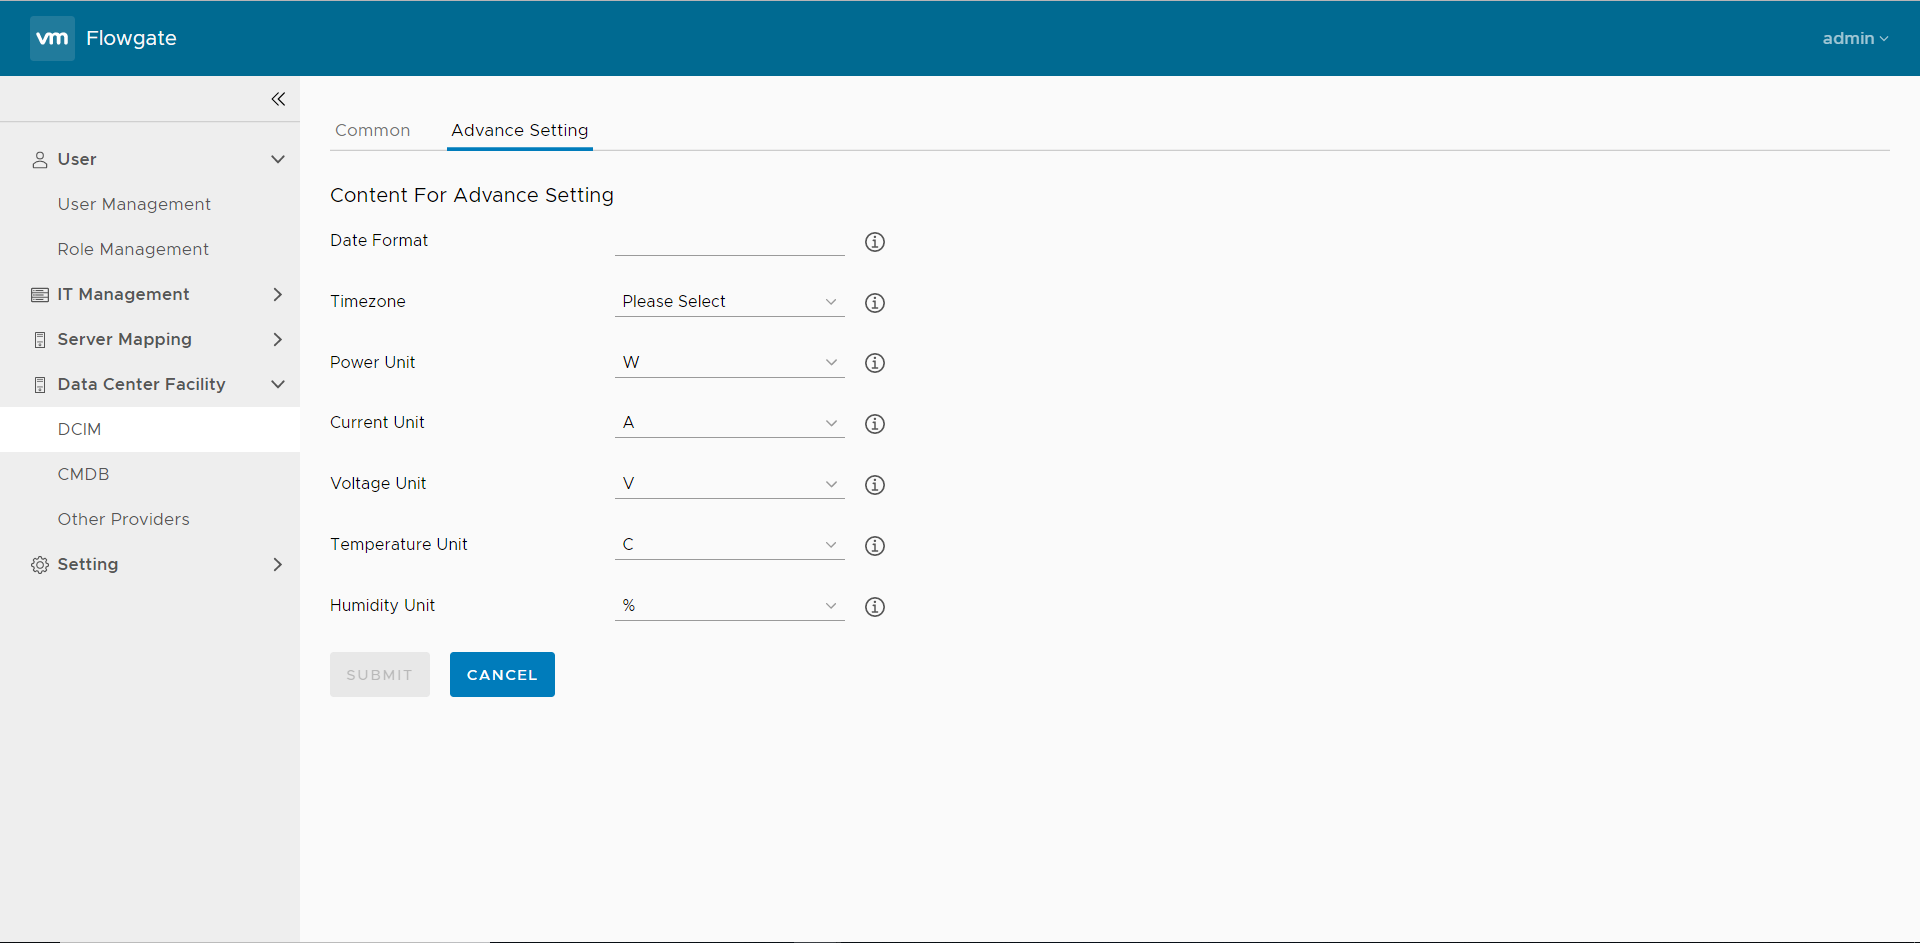 vm Flowgate
admin
User
User Management
Role Management
IT Management
Server Mapping
Data Center Facility
DCIM
CMDB
Other Providers
Setting
Common Advance Setting
Content For Advance Setting
Date Format
Timezone Please Select
Power Unit W
Current Unit A
Voltage Unit V
Temperature Unit C
Humidity Unit %
SUBMIT CANCEL